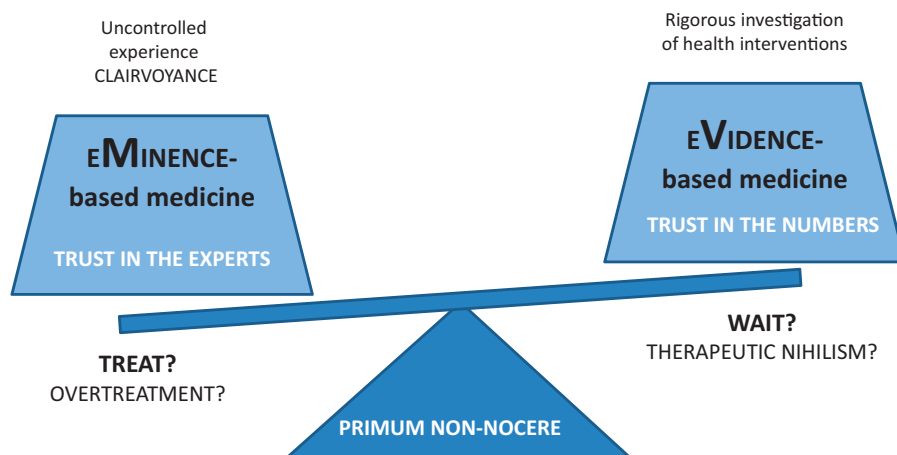 Uncontrolled
experience
CLAIRVOYANCE
eMINENCE-
based medicine
TRUST IN THE EXPERTS
TREAT?
OVERTREATMENT?
Rigorous investigation
of health interventions
eVIDENCE-
based medicine
TRUST IN THE NUMBERS
WAIT?
THERAPEUTIC NIHILISM?
PRIMUM NON-NOCERE